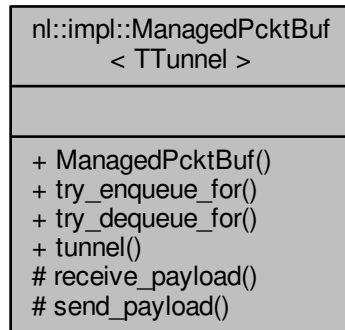 nl::impl::ManagedPcktBuf
< TTunnel >
+ ManagedPcktBuf()
+ try_enqueue_for()
+ try_dequeue_for()
+ tunnel()
# receive_payload()
# send_payload()